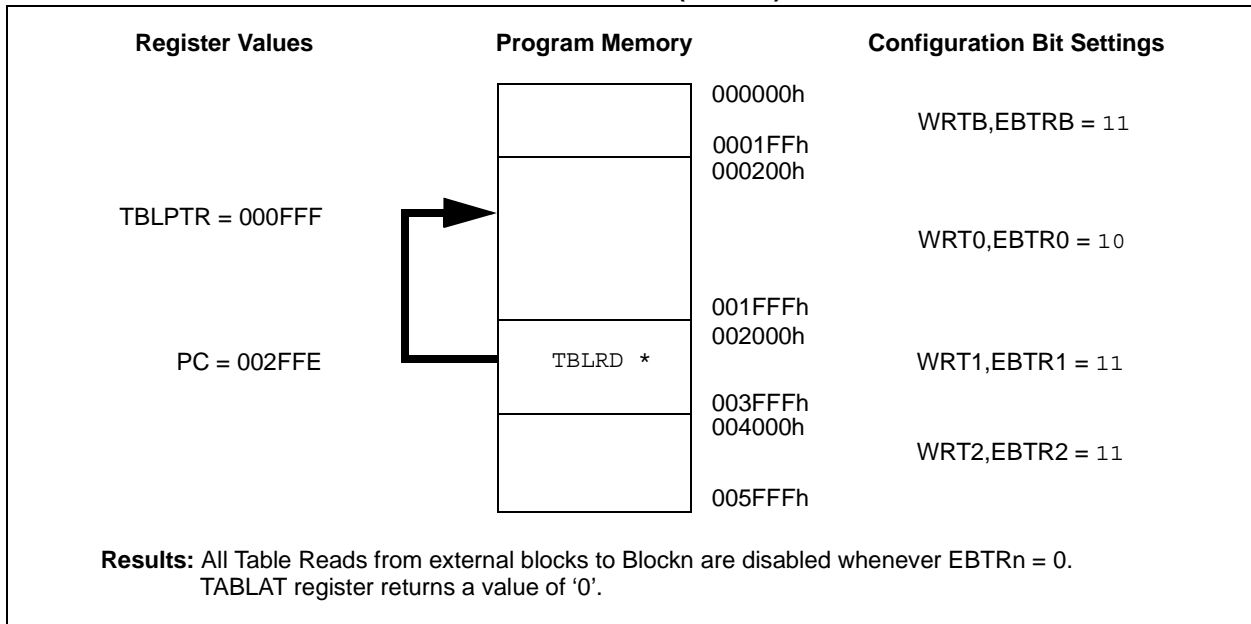 Register Values
Program Memory
Configuration Bit Settings
000000h
WRTB,EBTRB = 11
0001FFh
000200h
TBLPTR = 000FFF
WRT0,EBTR0 = 10
001FFFh
002000h
PC = 002FFE
TBLRD *
WRT1,EBTR1 = 11
003FFFh
004000h
WRT2,EBTR2 = 11
005FFFh
Results: All Table Reads from external blocks to Blockn are disabled whenever EBTRn = 0.
TABLAT register returns a value of ‘0’.